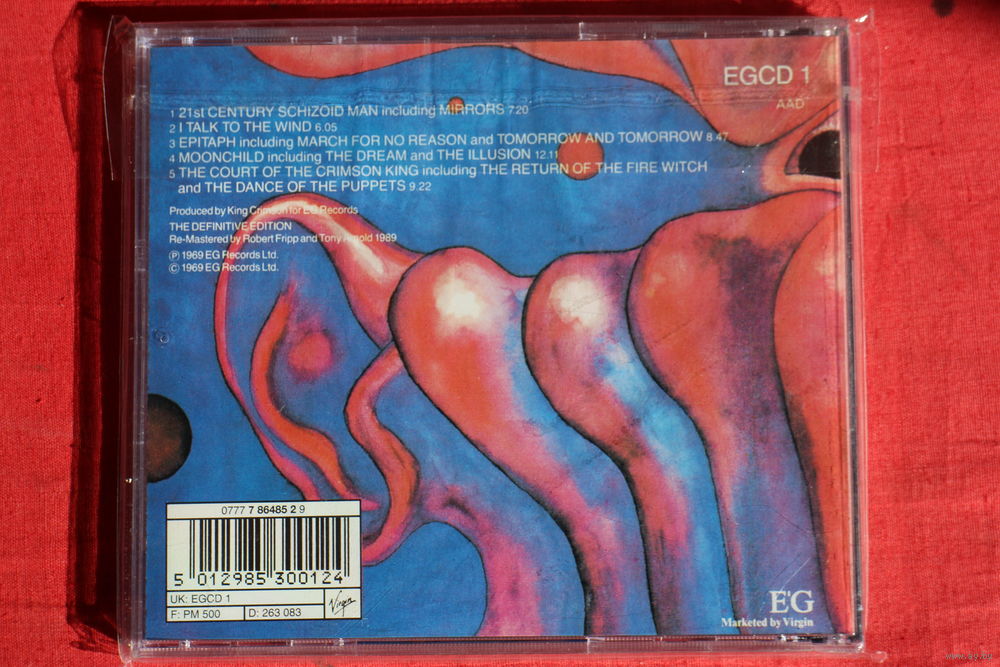 EGCD 1
AAD
1 21st CENTURY SCHIZOID MAN including MIRRORS 7.20
2 I TALK TO THE WIND 6.05
3 EPITAPH including MARCH FOR NO REASON and TOMORROW AND TOMORROW 8.47
4 MOONCHILD including THE DREAM and THE ILLUSION 12.11
5 THE COURT OF THE CRIMSON KING including THE RETURN OF THE FIRE WITCH
and THE DANCE OF THE PUPPETS 9.22
Produced by King Crimson for EG Records
THE DEFINITIVE EDITION
Re-Mastered by Robert Fripp and Tony Arnold 1989
℗ 1969 EG Records Ltd.
© 1969 EG Records Ltd.
0777 7 86485 2 9
5 012985 300124
UK: EGCD 1
F: PM 500
D: 263 083
Virgin
E'G
Marketed by Virgin